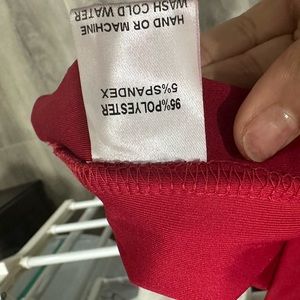 95%POLYESTER
5%SPANDEX
HAND OR MACHINE
WASH COLD WATER